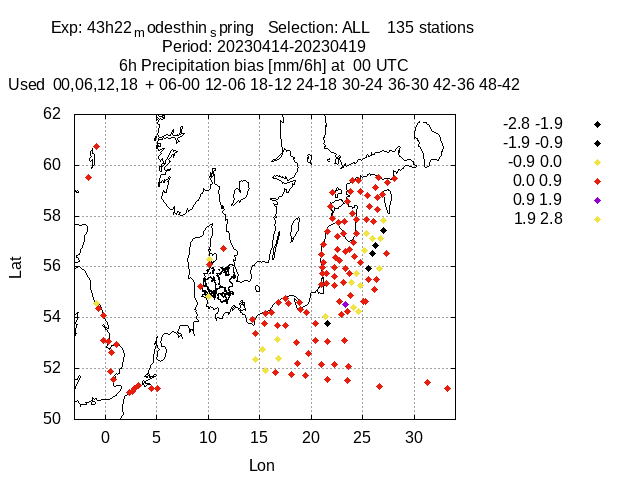 Exp: 43h22modesthinspring   Selection: ALL    135 stations
Period: 20230414-20230419
6h Precipitation bias [mm/6h] at  00 UTC
Used  00,06,12,18  + 06-00 12-06 18-12 24-18 30-24 36-30 42-36 48-42
-2.8 -1.9
-1.9 -0.9
-0.9 0.0
0.0 0.9
0.9 1.9
1.9 2.8
62
60
58
56
54
52
50
Lat
0 5 10 15 20 25 30
Lon